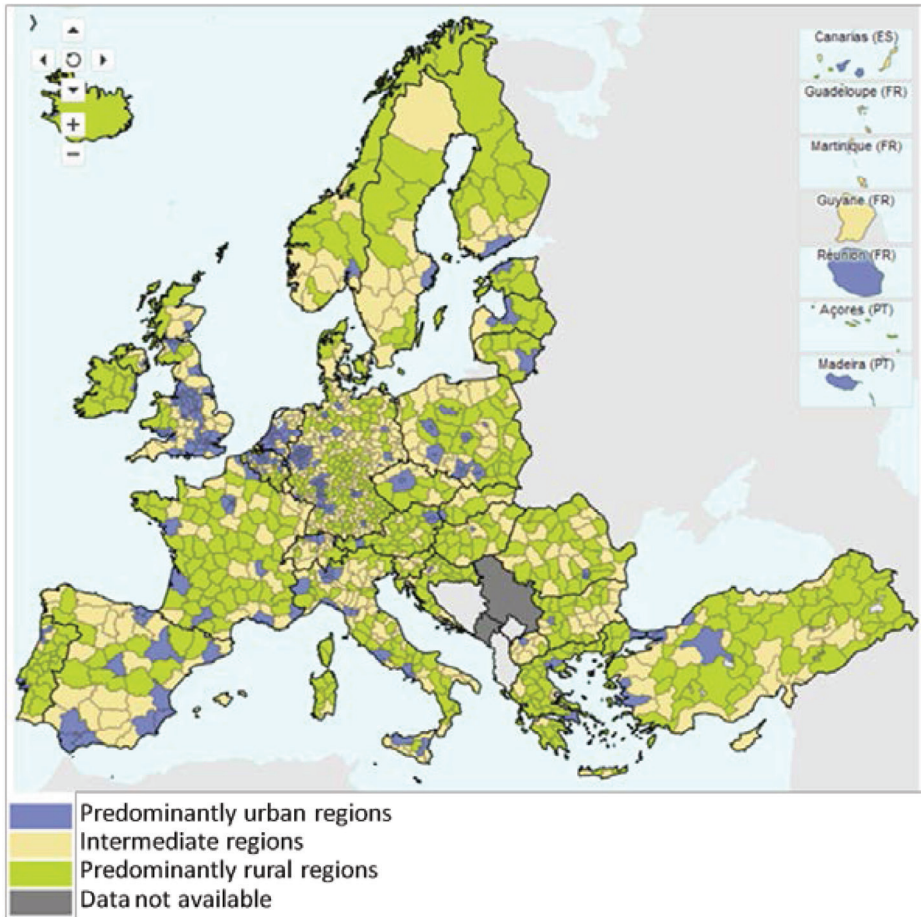 Canarias (ES)
Guadeloupe (FR)
Martinique (FR)
Guyane (FR)
Réunion (FR)
Açores (PT)
Madeira (PT)
Predominantly urban regions
Intermediate regions
Predominantly rural regions
Data not available